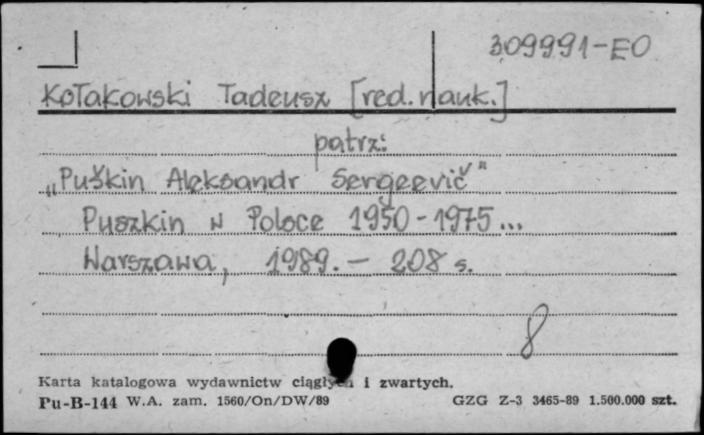 309991-EO
Kołakowski Tadeusz [red. nauk.]
patrz:
„Puškin Aleksandr Sergeevič"
Puszkin w Polsce 1950-1975...
Warszawa, 1989. - 208 s.
8
Karta katalogowa wydawnictw ciągłych i zwartych.
Pu-B-144 W.A. zam. 1560/On/DW/89 GZG Z-3 3465-89 1.500.000 szt.